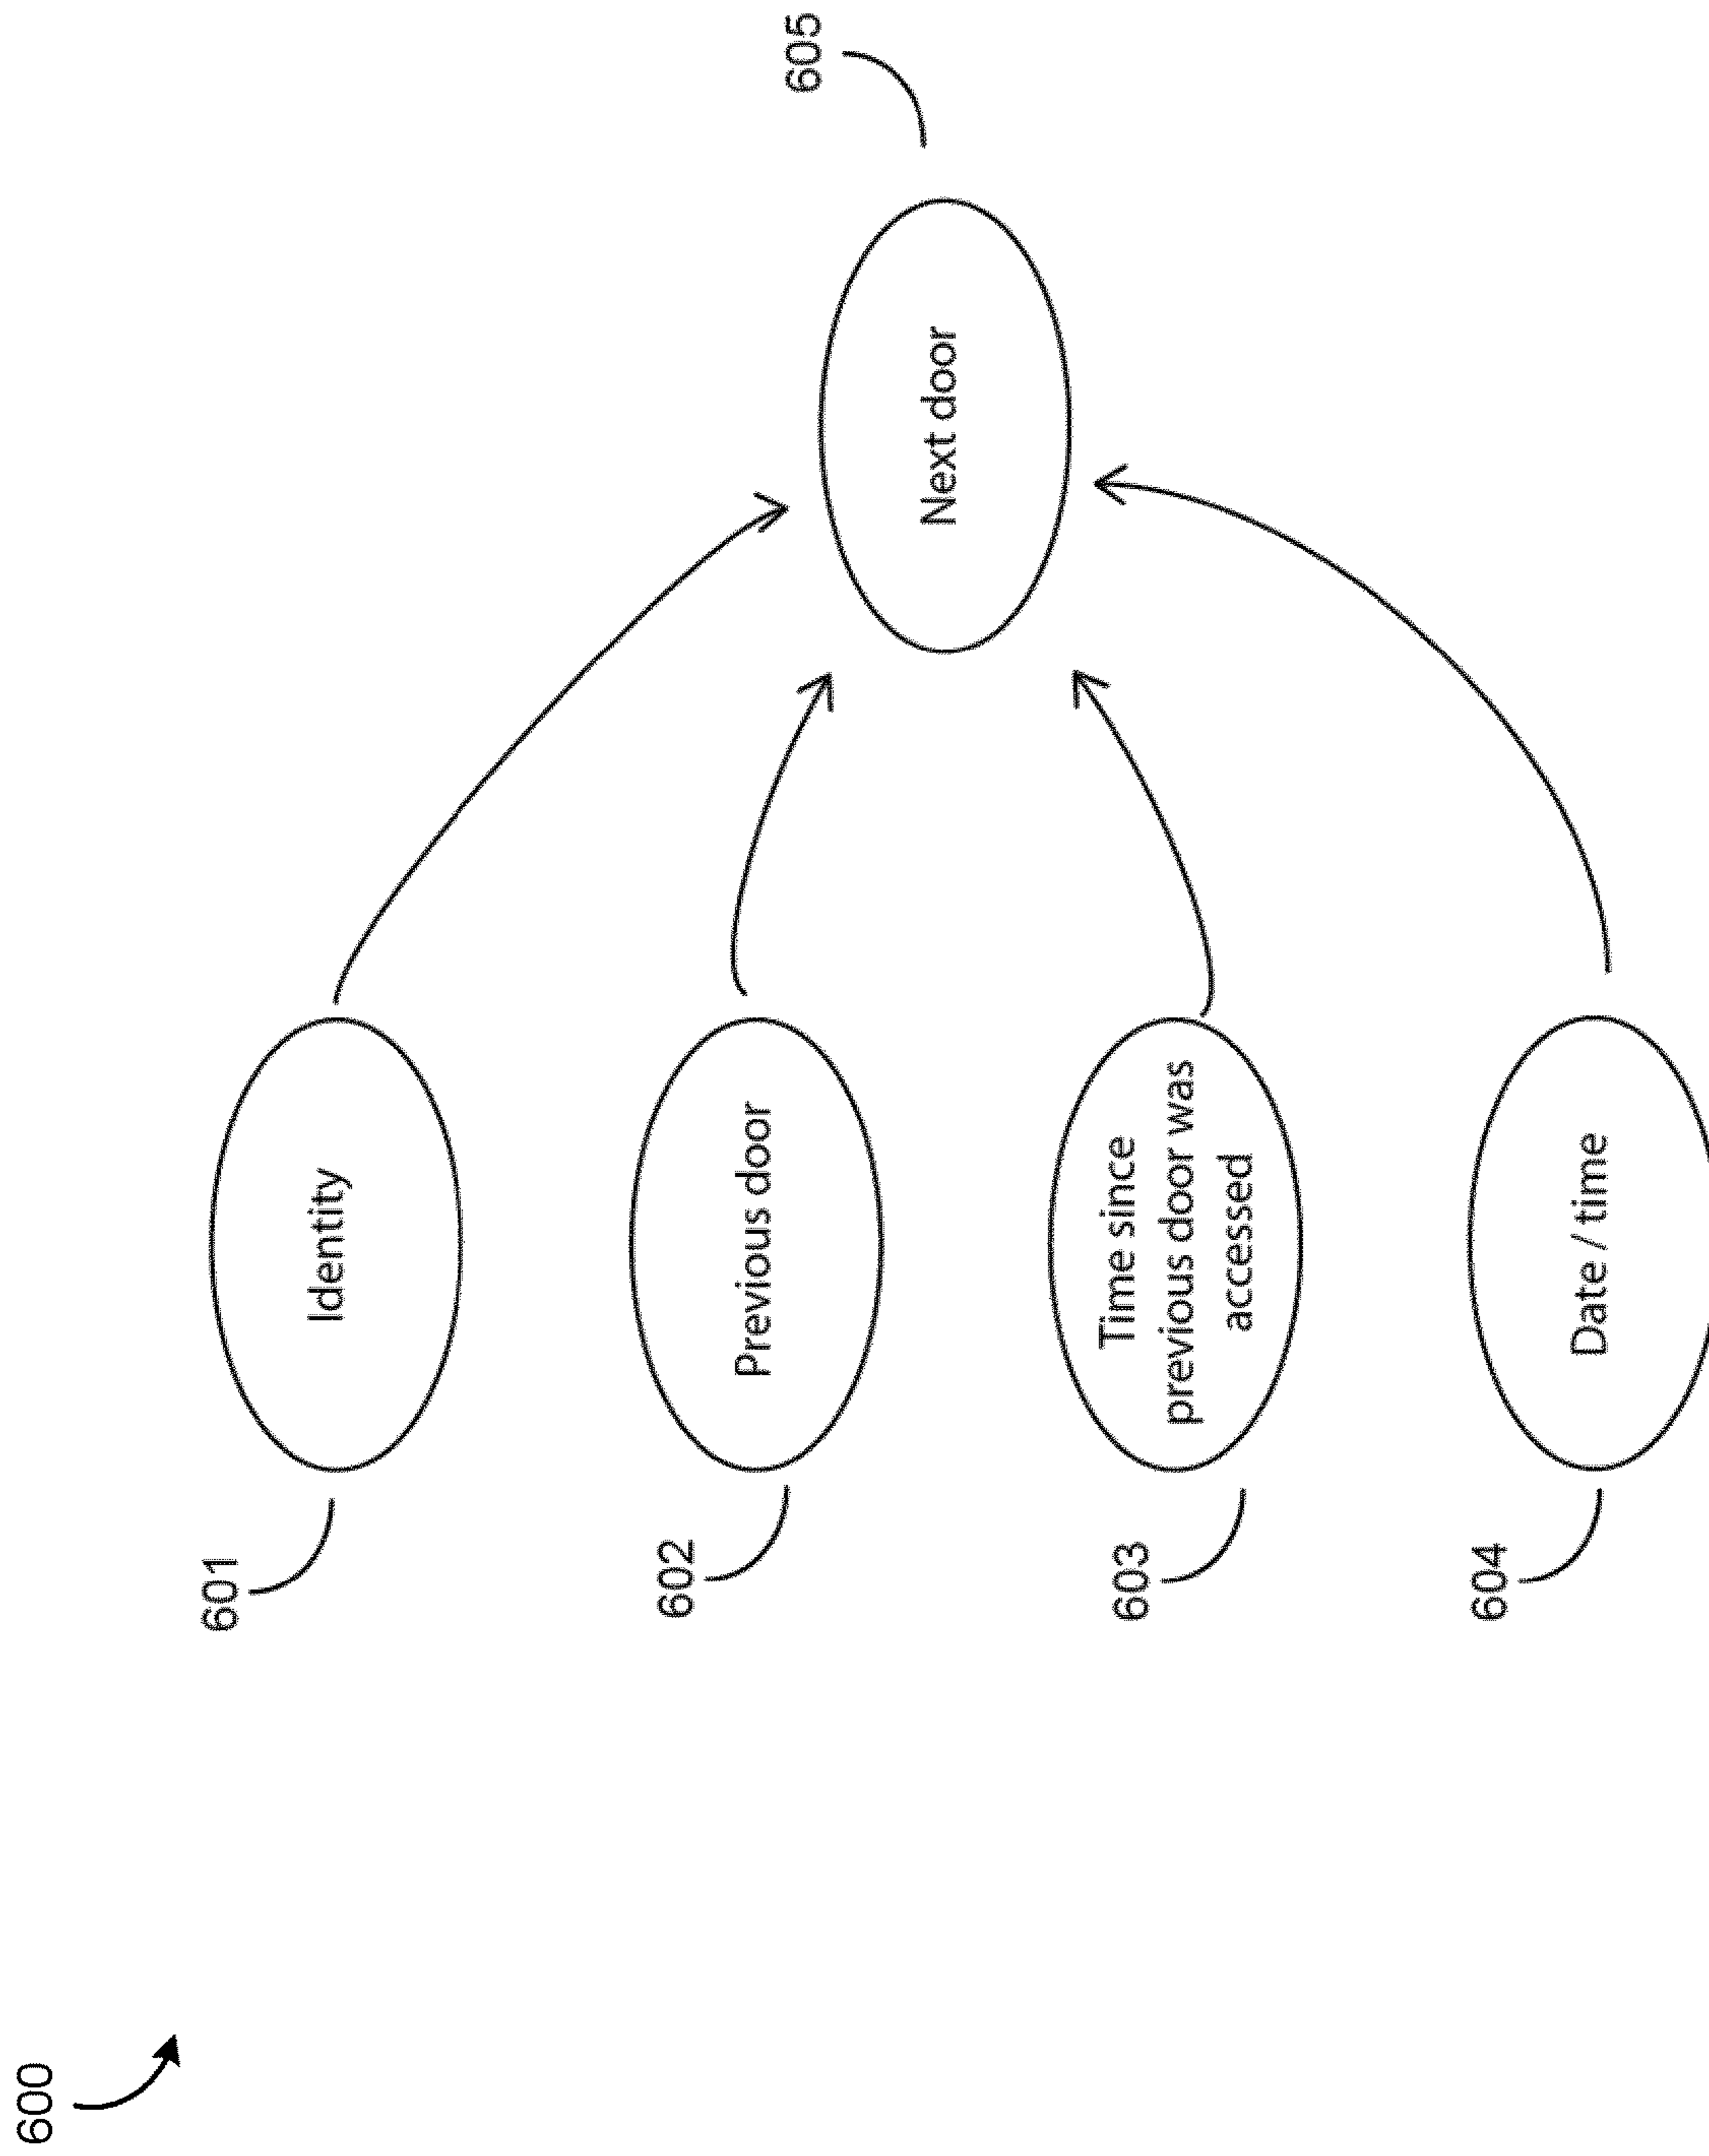 600
601
Identity
602
Previous door
603
Time since
previous door was
accessed
604
Date / time
605
Next door